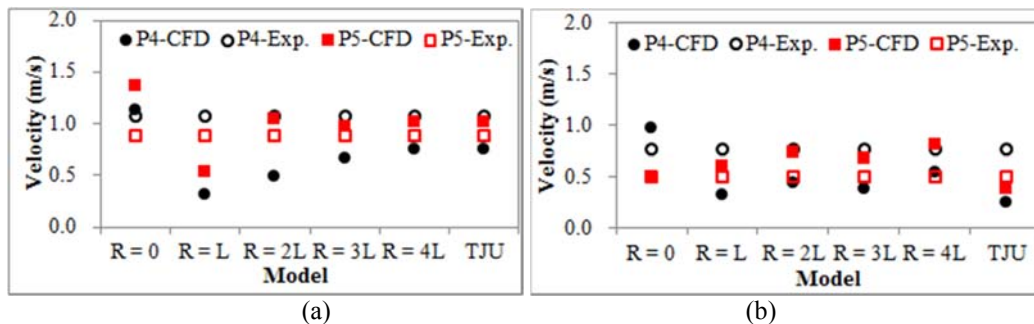 2.0
1.5
1.0
0.5
0.0
Velocity (m/s)
P4-CFD P4-Exp. P5-CFD P5-Exp.
R = 0 R = L R = 2L R = 3L R = 4L TJU
Model
(a)
2.0
1.5
1.0
0.5
0.0
Velocity (m/s)
P4-CFD P4-Exp. P5-CFD P5-Exp.
R = 0 R = L R = 2L R = 3L R = 4L TJU
Model
(b)